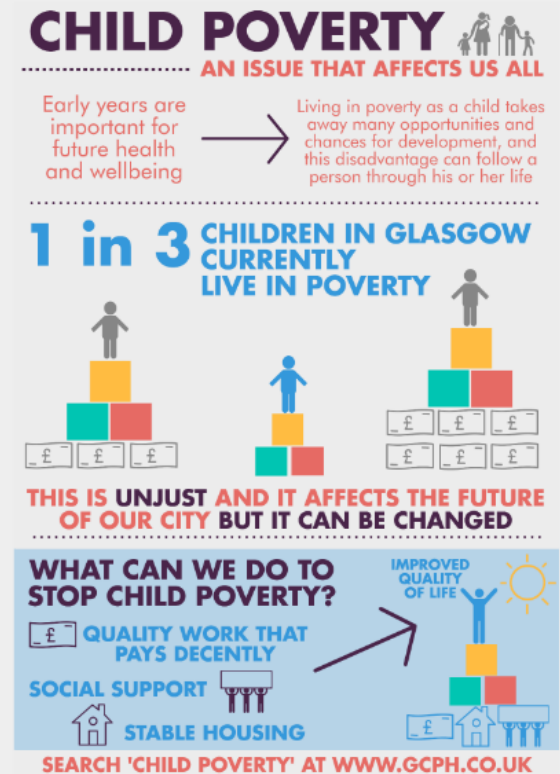 CHILD POVERTY
AN ISSUE THAT AFFECTS US ALL
Early years are
important for
future health
and wellbeing
Living in poverty as a child takes
away many opportunities and
chances for development, and
this disadvantage can follow a
person through his or her life
1 in 3 CHILDREN IN GLASGOW
CURRENTLY
LIVE IN POVERTY
£ £ £
£ £ £
£ £ £
THIS IS UNJUST AND IT AFFECTS THE FUTURE
OF OUR CITY BUT IT CAN BE CHANGED
WHAT CAN WE DO TO
STOP CHILD POVERTY?
£ QUALITY WORK THAT
PAYS DECENTLY
SOCIAL SUPPORT
STABLE HOUSING
IMPROVED
QUALITY
OF LIFE
£
SEARCH 'CHILD POVERTY' AT WWW.GCPH.CO.UK